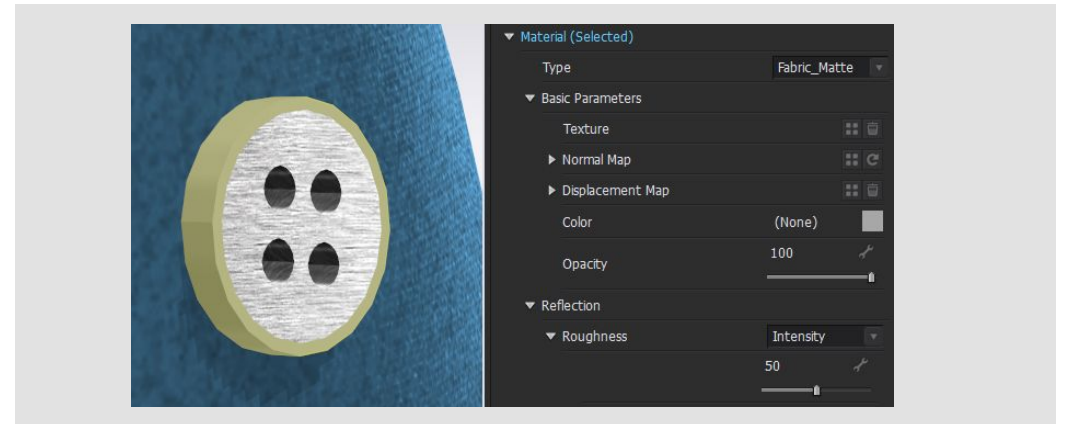 Material (Selected)
Type Fabric_Matte
Basic Parameters
Texture
Normal Map
Displacement Map
Color (None)
Opacity 100
Reflection
Roughness Intensity
50